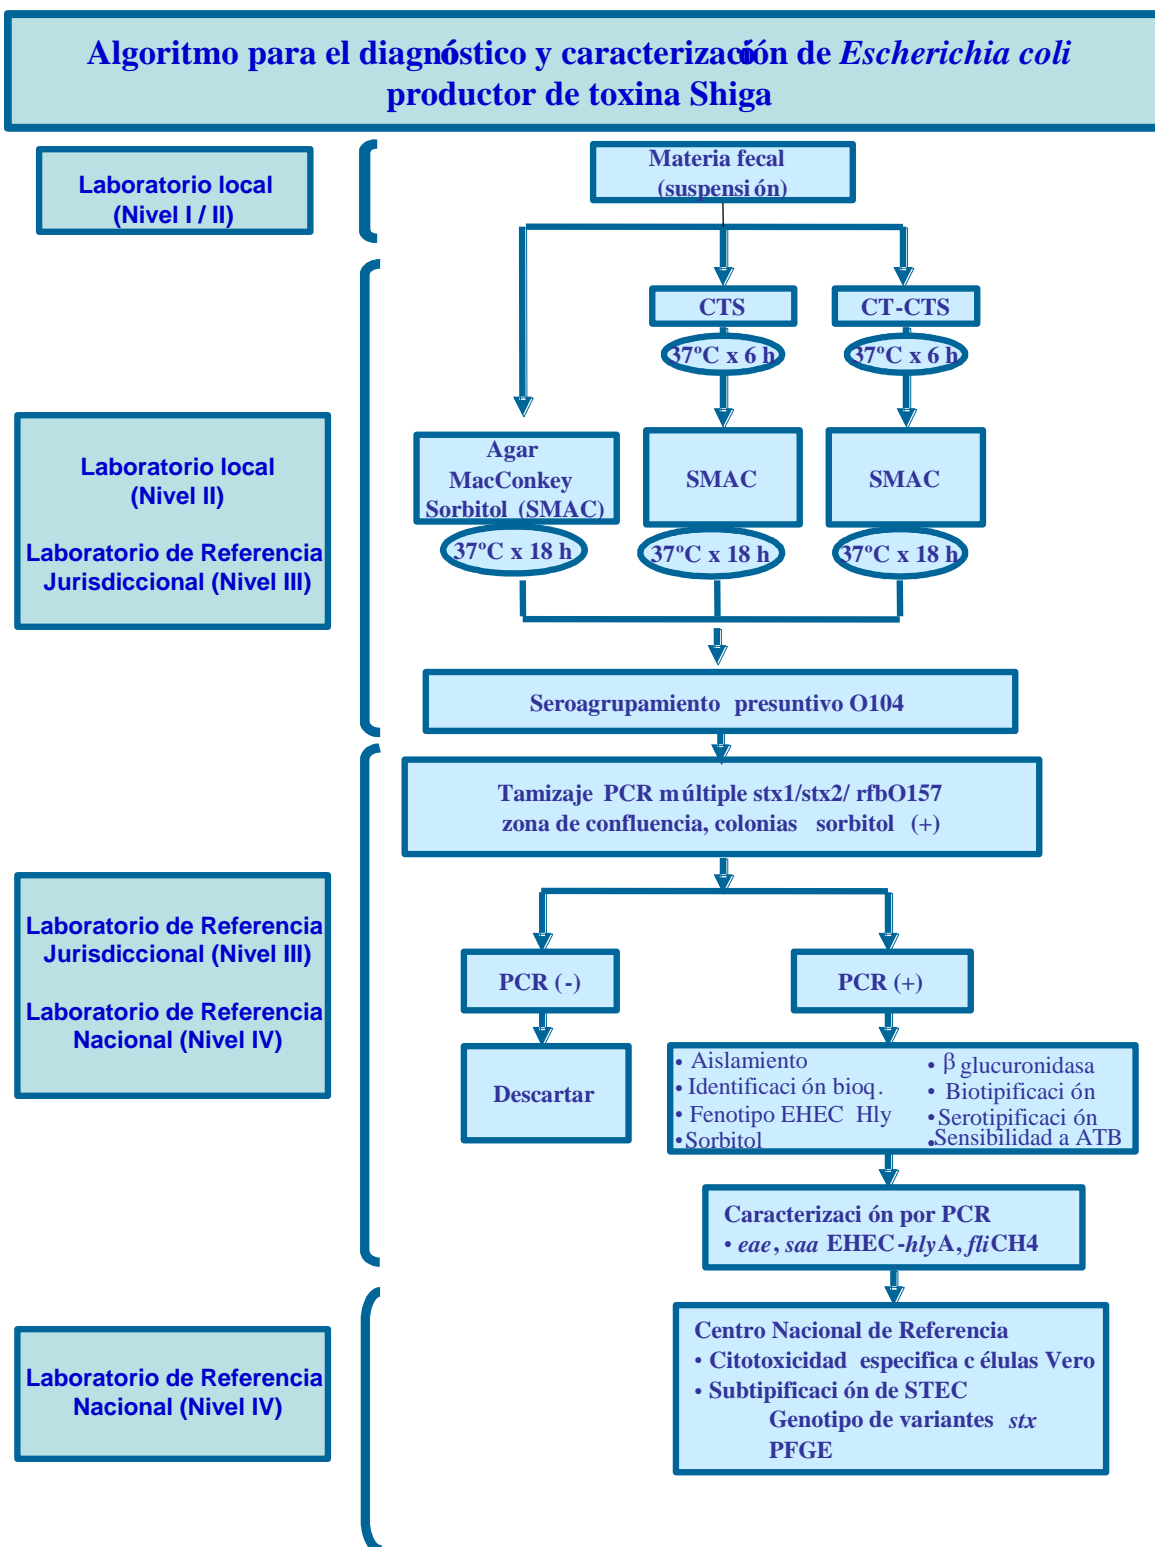 Algoritmo para el diagnóstico y caracterización de Escherichia coli
productor de toxina Shiga
Laboratorio local
(Nivel I / II)
Materia fecal
(suspensión)
CTS
CT-CTS
37ºC x 6 h
37ºC x 6 h
Laboratorio local
(Nivel II)
Laboratorio de Referencia
Jurisdiccional (Nivel III)
Agar
MacConkey
Sorbitol (SMAC)
SMAC
SMAC
37ºC x 18 h
37ºC x 18 h
37ºC x 18 h
Seroagrupamiento presuntivo O104
Tamizaje PCR múltiple stx1/stx2/ rfbO157
zona de confluencia, colonias sorbitol (+)
Laboratorio de Referencia
Jurisdiccional (Nivel III)
Laboratorio de Referencia
Nacional (Nivel IV)
PCR (-)
PCR (+)
Descartar
• Aislamiento
• Identificación bioq.
• Fenotipo EHEC Hly
• Sorbitol
• β glucuronidasa
• Biotipificación
• Serotipificación
• Sensibilidad a ATB
Caracterización por PCR
• eae, saa EHEC-hlyA, fliCH4
Laboratorio de Referencia
Nacional (Nivel IV)
Centro Nacional de Referencia
• Citotoxicidad especifica células Vero
• Subtipificación de STEC
Genotipo de variantes stx
PFGE